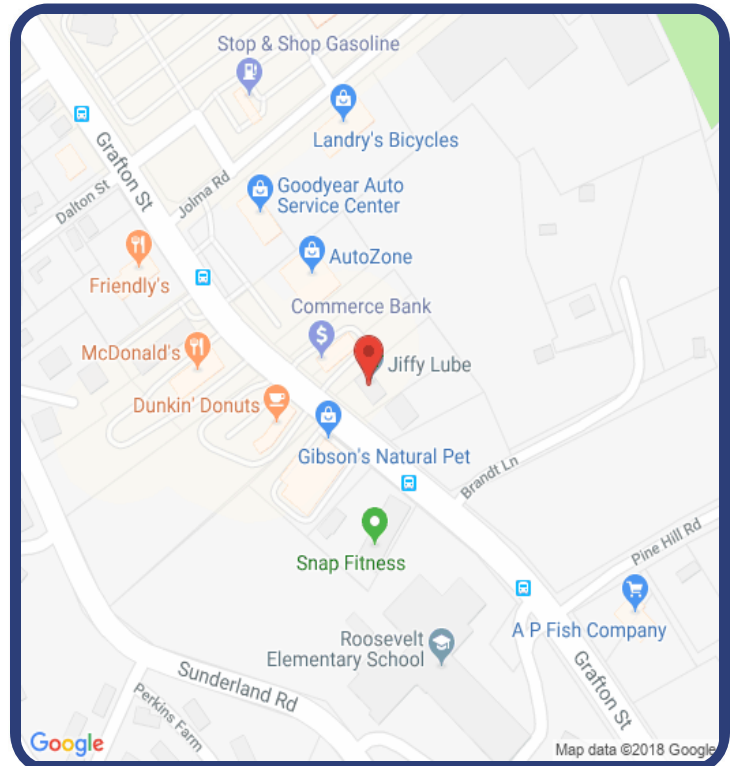 Stop & Shop Gasoline
Landry's Bicycles
Grafton St
Dalton St
Jolma Rd
Goodyear Auto
Service Center
AutoZone
Friendly's
Commerce Bank
McDonald's
Jiffy Lube
Dunkin' Donuts
Gibson's Natural Pet
Brandt Ln
Snap Fitness
Pine Hill Rd
A P Fish Company
Roosevelt
Elementary School
Sunderland Rd
Grafton St
Perkins Farm
Google
Map data ©2018 Google